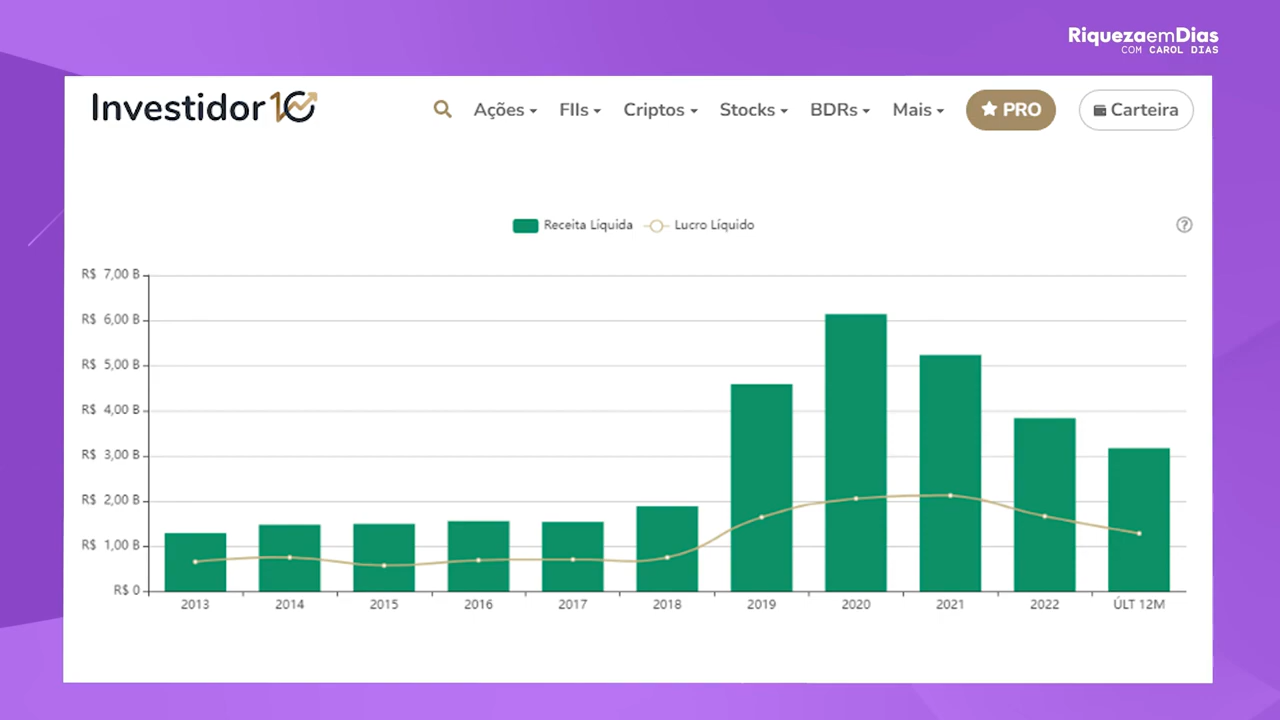 RiquezaemDias
COM CAROL DIAS
Investidor10
Ações
FIIs
Criptos
Stocks
BDRs
Mais
PRO
Carteira
Receita Líquida
Lucro Líquido
R$ 7,00 B
R$ 6,00 B
R$ 5,00 B
R$ 4,00 B
R$ 3,00 B
R$ 2,00 B
R$ 1,00 B
R$ 0
2013 2014 2015 2016 2017 2018 2019 2020 2021 2022 ÚLT 12M